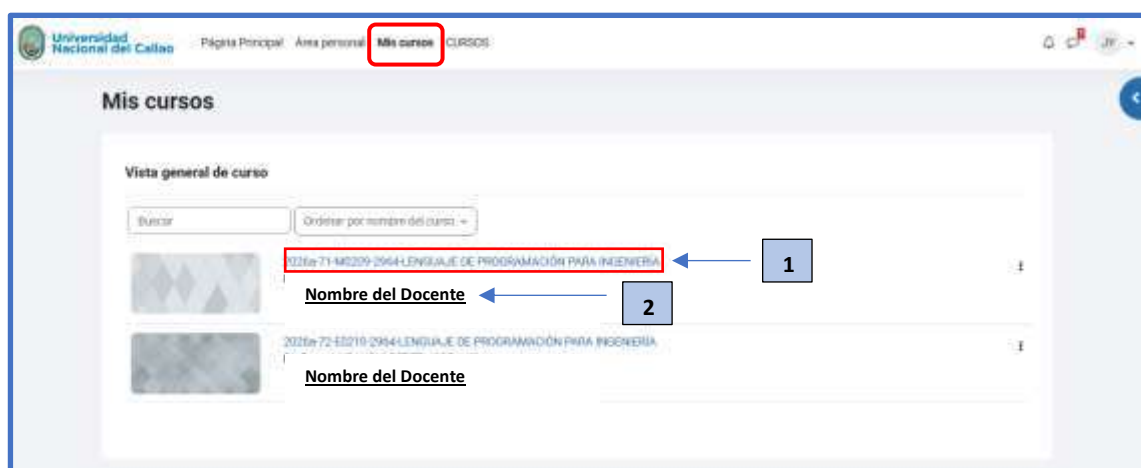 Universidad
Nacional del Callao
Página Principal Área personal Mis cursos CURSOS
JY
Mis cursos
Vista general de curso
Buscar
Ordenar por nombre del curso
2026a-71-M0209-2964-LENGUAJE DE PROGRAMACIÓN PARA INGENIERÍA
1
Nombre del Docente
2
2026a-72-E0210-2964-LENGUAJE DE PROGRAMACIÓN PARA INGENIERÍA
Nombre del Docente